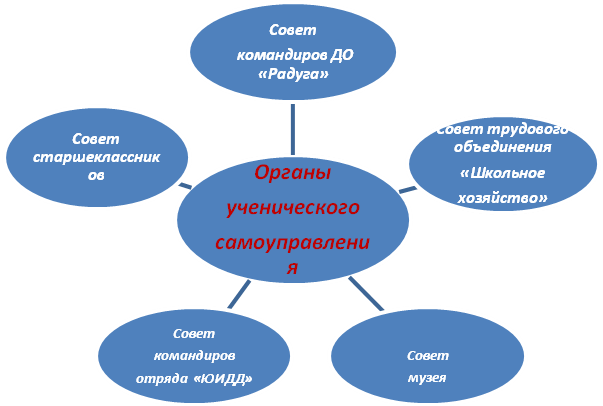 Совет
командиров ДО
«Радуга»
Совет
старшеклассник
ов
Совет трудового
объединения
«Школьное
хозяйство»
Органы
ученического
самоуправлени
я
Совет
командиров
отряда «ЮИДД»
Совет
музея